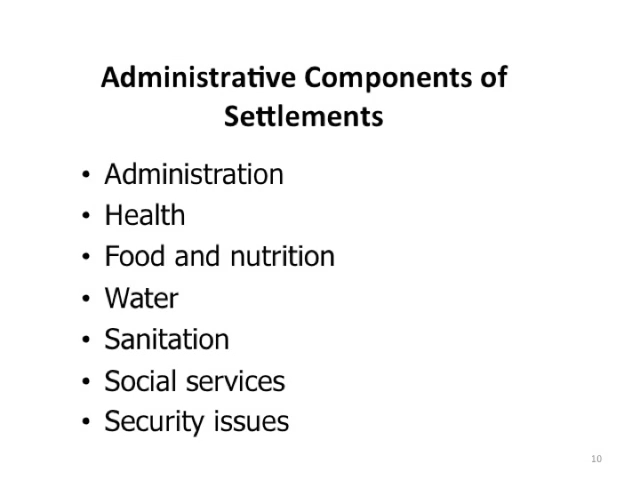 Administrative Components of
Settlements
• Administration
• Health
• Food and nutrition
• Water
• Sanitation
• Social services
• Security issues
10